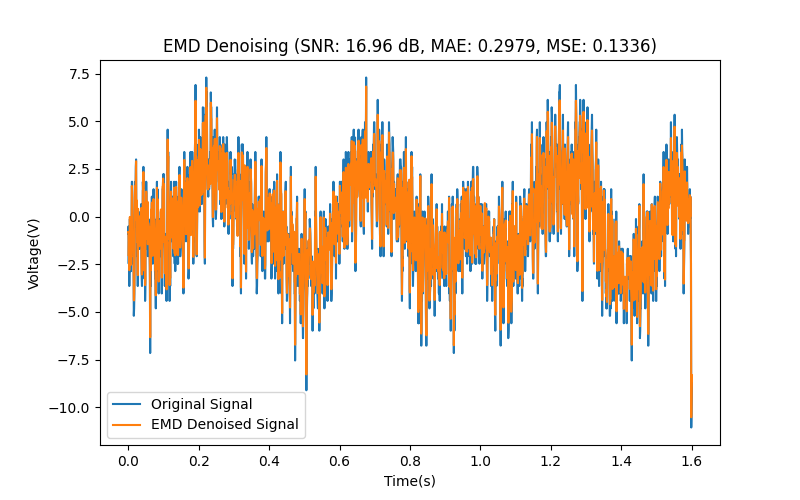 EMD Denoising (SNR: 16.96 dB, MAE: 0.2979, MSE: 0.1336)
7.5
5.0
2.5
0.0
−2.5
−5.0
−7.5
−10.0
Voltage(V)
Original Signal
EMD Denoised Signal
0.0 0.2 0.4 0.6 0.8 1.0 1.2 1.4 1.6
Time(s)